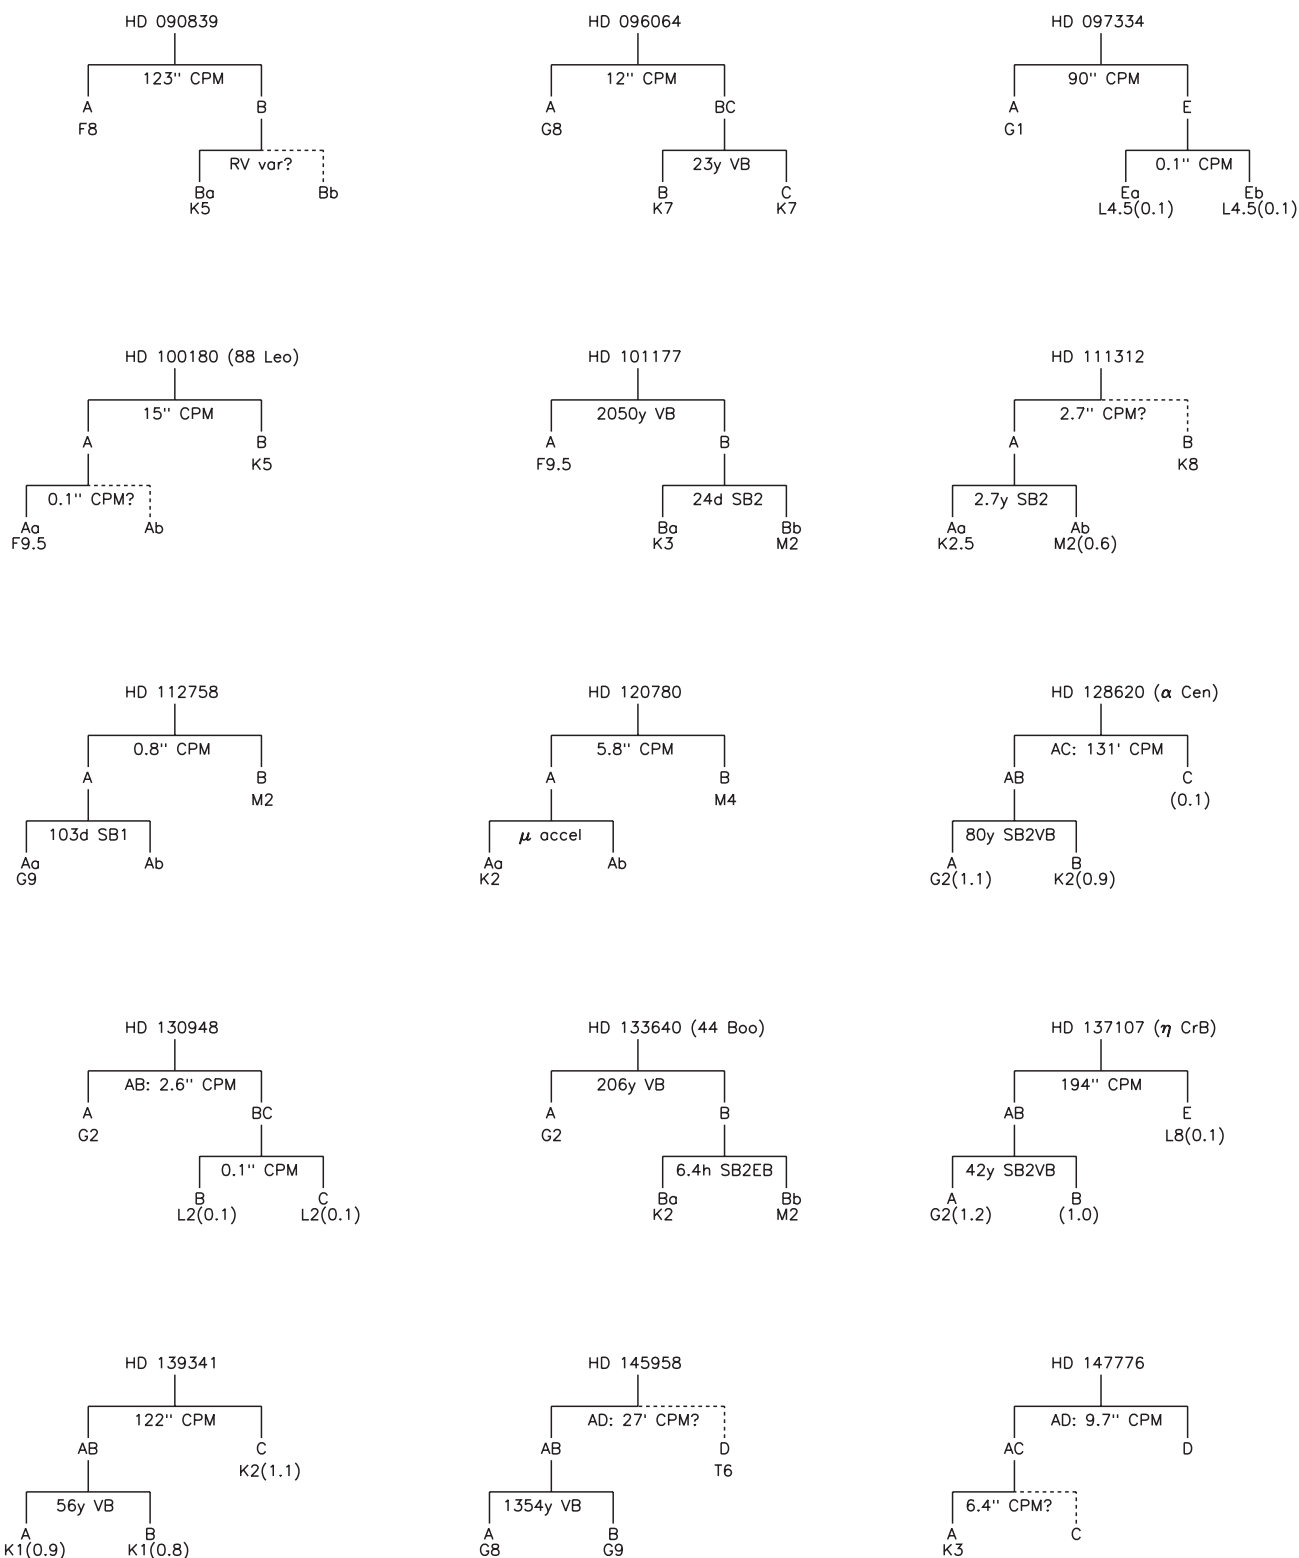 HD 090839
123" CPM
A B
F8
RV var?
Ba Bb
K5
HD 096064
12" CPM
A BC
G8
23y VB
B C
K7 K7
HD 097334
90" CPM
A E
G1
0.1" CPM
Ea Eb
L4.5(0.1) L4.5(0.1)
HD 100180 (88 Leo)
15" CPM
A B
K5
0.1" CPM?
Aa Ab
F9.5
HD 101177
2050y VB
A B
F9.5
24d SB2
Ba Bb
K3 M2
HD 111312
2.7" CPM?
A B
K8
2.7y SB2
Aa Ab
K2.5 M2(0.6)
HD 112758
0.8" CPM
A B
M2
103d SB1
Aa Ab
G9
HD 120780
5.8" CPM
A B
M4
μ accel
Aa Ab
K2
HD 128620 (α Cen)
AC: 131' CPM
AB C
(0.1)
80y SB2VB
A B
G2(1.1) K2(0.9)
HD 130948
AB: 2.6" CPM
A BC
G2
0.1" CPM
B C
L2(0.1) L2(0.1)
HD 133640 (44 Boo)
206y VB
A B
G2
6.4h SB2EB
Ba Bb
K2 M2
HD 137107 (η CrB)
194" CPM
AB E
L8(0.1)
42y SB2VB
A B
G2(1.2) (1.0)
HD 139341
122" CPM
AB C
K2(1.1)
56y VB
A B
K1(0.9) K1(0.8)
HD 145958
AD: 27' CPM?
AB D
T6
1354y VB
A B
G8 G9
HD 147776
AD: 9.7" CPM
AC D
6.4" CPM?
A C
K3